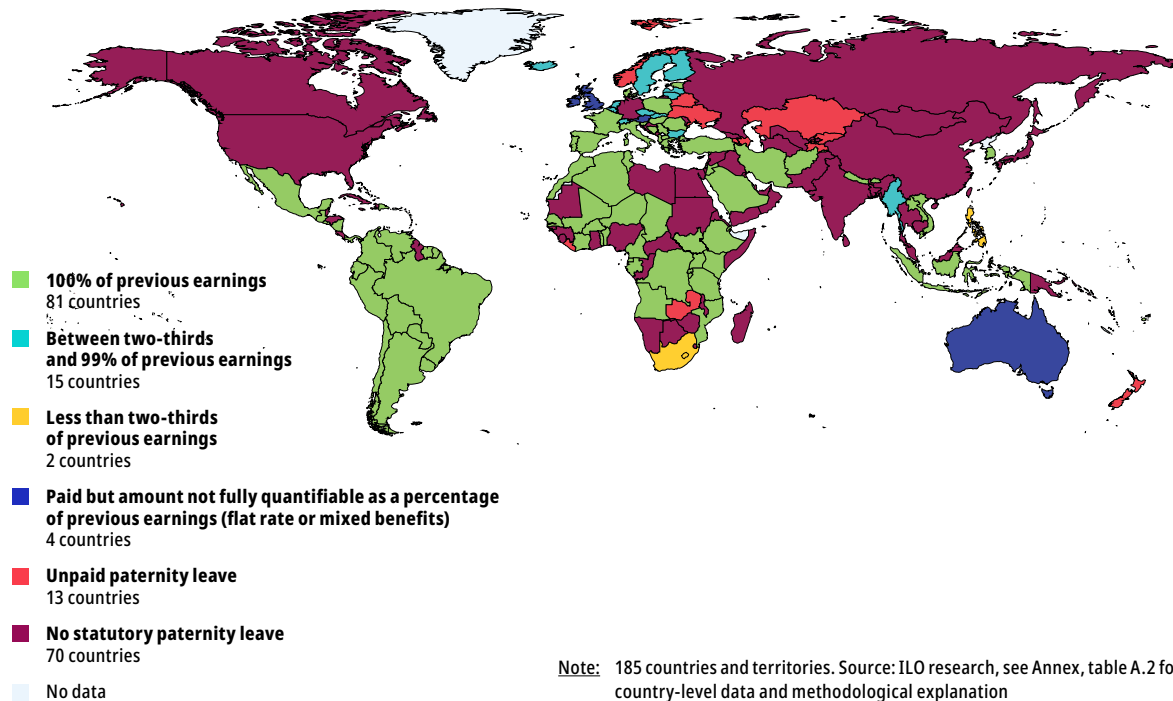 100% of previous earnings
81 countries
Between two-thirds
and 99% of previous earnings
15 countries
Less than two-thirds
of previous earnings
2 countries
Paid but amount not fully quantifiable as a percentage
of previous earnings (flat rate or mixed benefits)
4 countries
Unpaid paternity leave
13 countries
No statutory paternity leave
70 countries
No data
Note: 185 countries and territories. Source: ILO research, see Annex, table A.2 fo
country-level data and methodological explanation